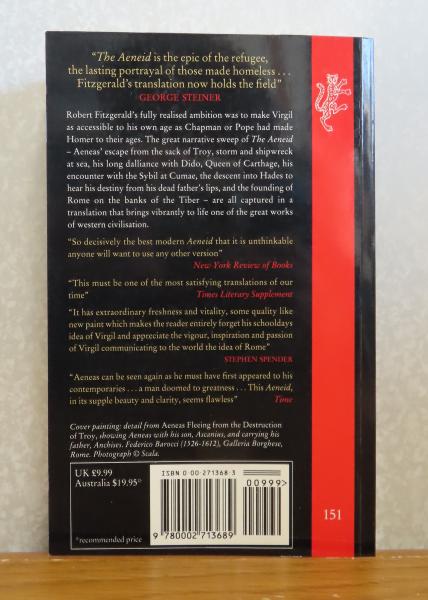 “The Aeneid is the epic of the refugee,
the lasting portrayal of those made homeless . . .
Fitzgerald’s translation now holds the field”
GEORGE STEINER
Robert Fitzgerald’s fully realised ambition was to make Virgil
as accessible to his own age as Chapman or Pope had made
Homer to their ages. The great narrative sweep of The Aeneid
– Aeneas’ escape from the sack of Troy, storm and shipwreck
at sea, his long dalliance with Dido, Queen of Carthage, his
encounter with the Sybil at Cumae, the descent into Hades to
hear his destiny from his dead father’s lips, and the founding of
Rome on the banks of the Tiber – are all captured in a
translation that brings vibrantly to life one of the great works of
western civilisation.
“So decisively the best modern Aeneid that it is unthinkable
anyone will want to use any other version”
New York Review of Books
“This must be one of the most satisfying translations of our
time”
Times Literary Supplement
“It has extraordinary freshness and vitality, some quality like
new paint which makes the reader entirely forget his schooldays
idea of Virgil and appreciate the vigour, inspiration and passion
of Virgil communicating to the world the idea of Rome”
STEPHEN SPENDER
“Aeneas can be seen again as he must have first appeared to his
contemporaries . . . a man doomed to greatness . . . This Aeneid,
in its supple beauty and clarity, seems flawless”
Time
Cover painting: detail from Aeneas Fleeing from the Destruction
of Troy, showing Aeneas with his son, Ascanius, and carrying his
father, Anchises. Federico Barocci (1526-1612), Galleria Borghese,
Rome. Photograph © Scala.
UK £9.99
Australia $19.95*
*recommended price
ISBN 0-00-271368-3
00999>
9 780002 713689
151